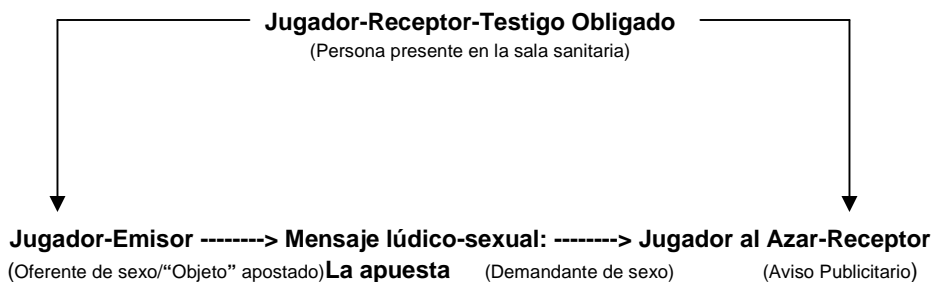 Jugador-Receptor-Testigo Obligado
(Persona presente en la sala sanitaria)
Jugador-Emisor --------> Mensaje lúdico-sexual: --------> Jugador al Azar-Receptor
(Oferente de sexo/“Objeto” apostado)La apuesta (Demandante de sexo) (Aviso Publicitario)